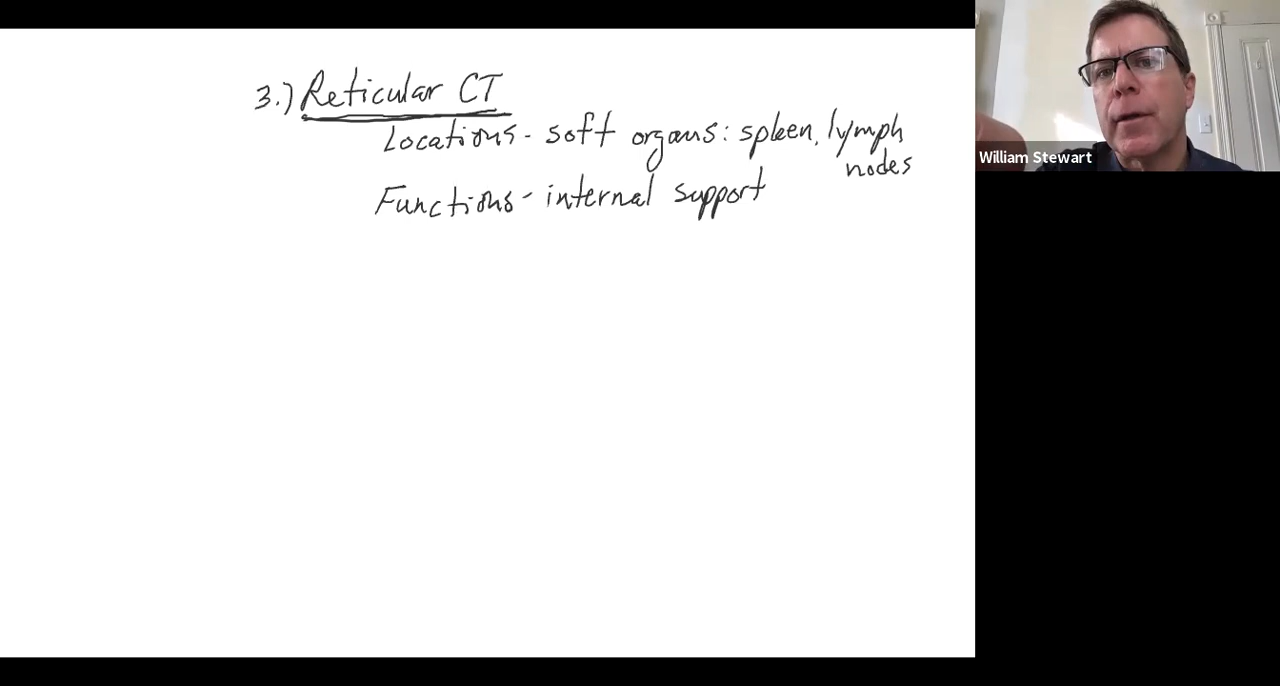 3.) Reticular CT
Locations - soft organs: spleen, lymph
nodes
Functions - internal support
William Stewart